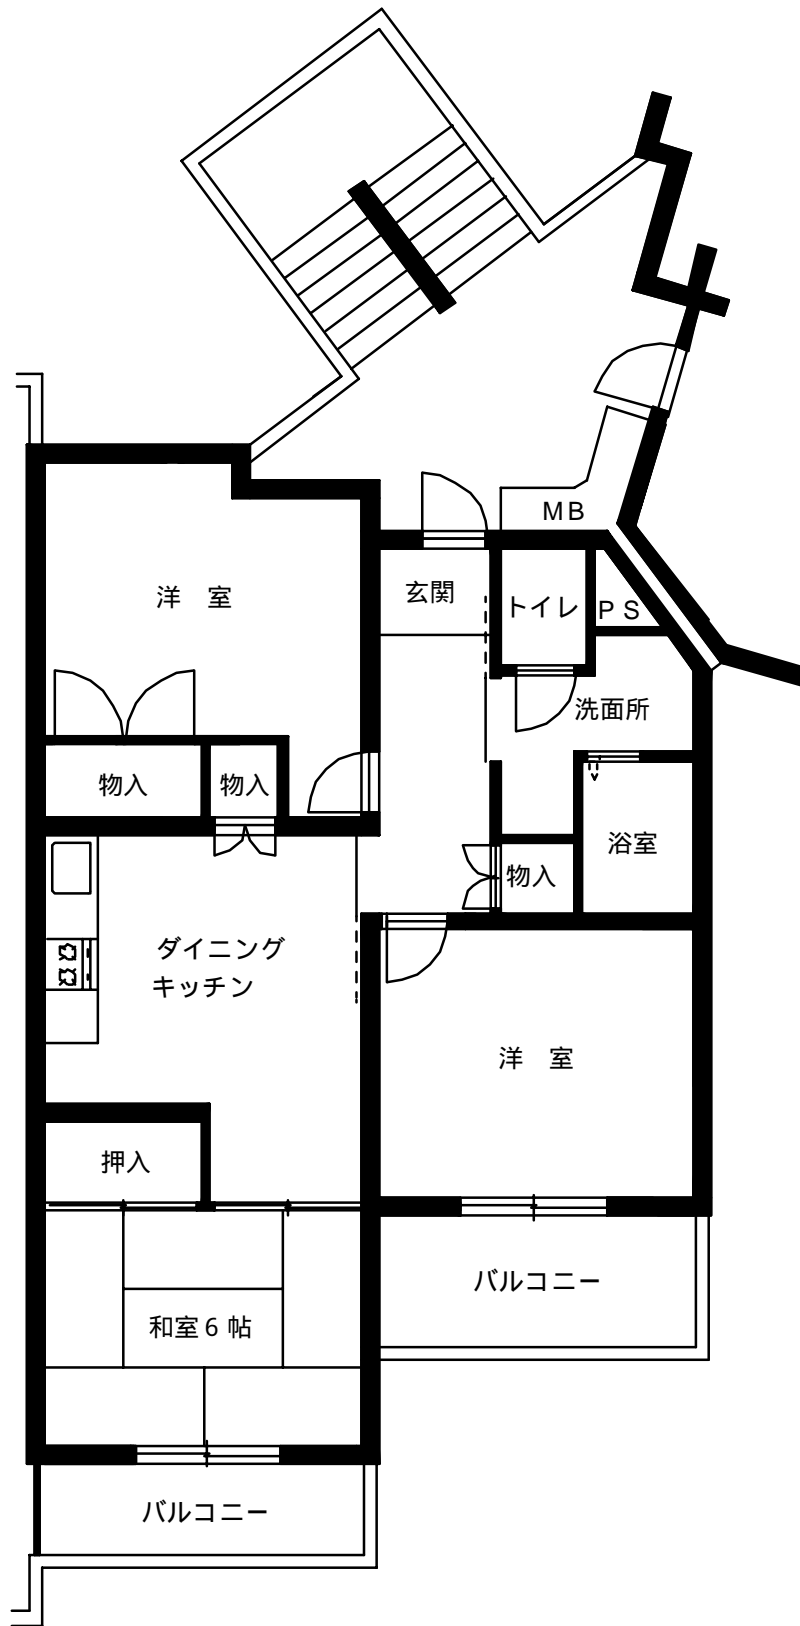 MB
玄関
トイレ
PS
洋 室
洗面所
物入
物入
浴室
物入
ダイニング
キッチン
洋 室
押入
バルコニー
和室6帖
バルコニー